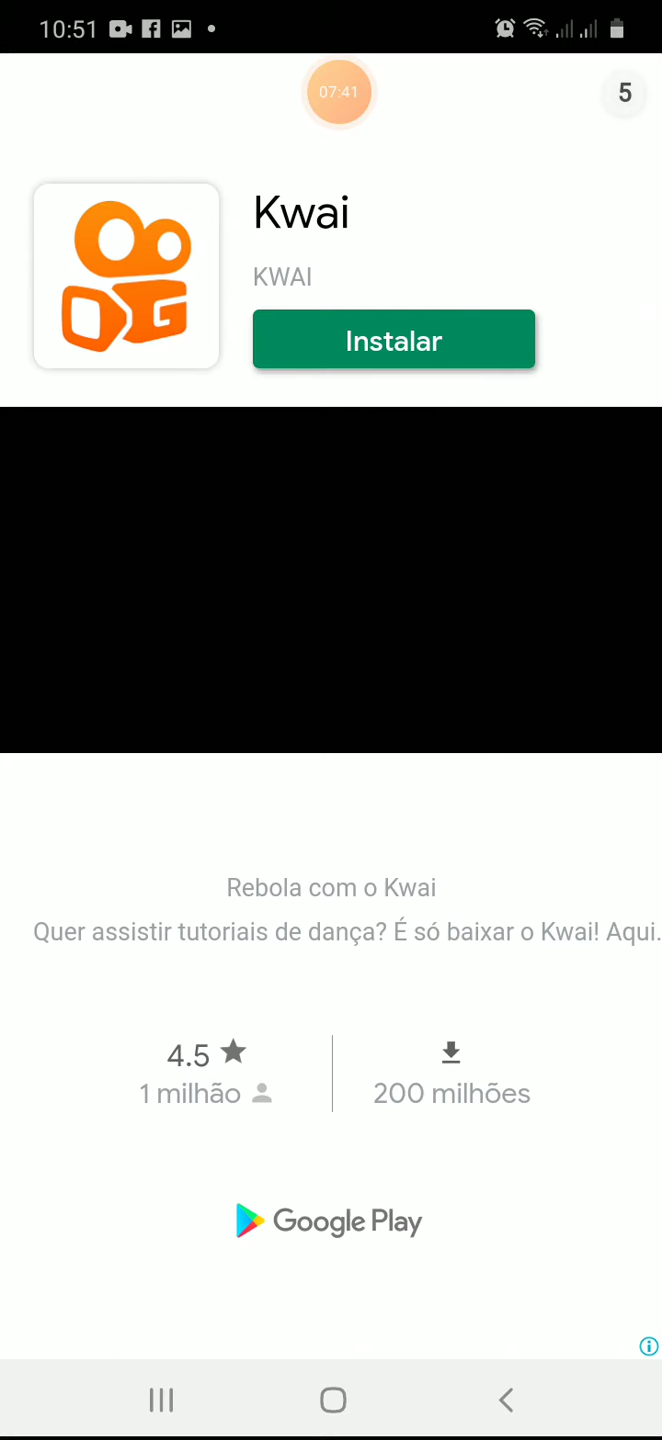 10:51
07:41
5
Kwai
KWAI
Instalar
Rebola com o Kwai
Quer assistir tutoriais de dança? É só baixar o Kwai! Aqui.
4.5
1 milhão
200 milhões
Google Play